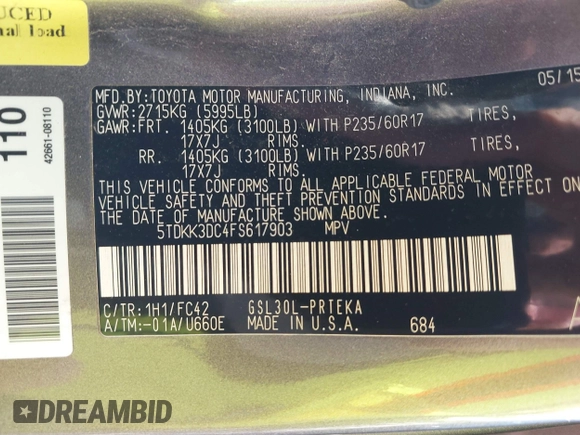 UCED
nal load
110
42661-08110
MFD.BY:TOYOTA MOTOR MANUFACTURING, INDIANA, INC. 05/15
GVWR:2715KG (5995LB)
GAWR:FRT. 1405KG (3100LB) WITH P235/60R17 TIRES,
17X7J RIMS.
RR. 1405KG (3100LB) WITH P235/60R17 TIRES,
17X7J RIMS.
THIS VEHICLE CONFORMS TO ALL APPLICABLE FEDERAL MOTOR
VEHICLE SAFETY AND THEFT PREVENTION STANDARDS IN EFFECT
ON THE DATE OF MANUFACTURE SHOWN ABOVE.
5TDKK3DC4FS617903 MPV
C/TR:1H1/FC42 GSL30L-PRTEKA
A/TM:-01A/U660E MADE IN U.S.A. 684
A
DREAMBID